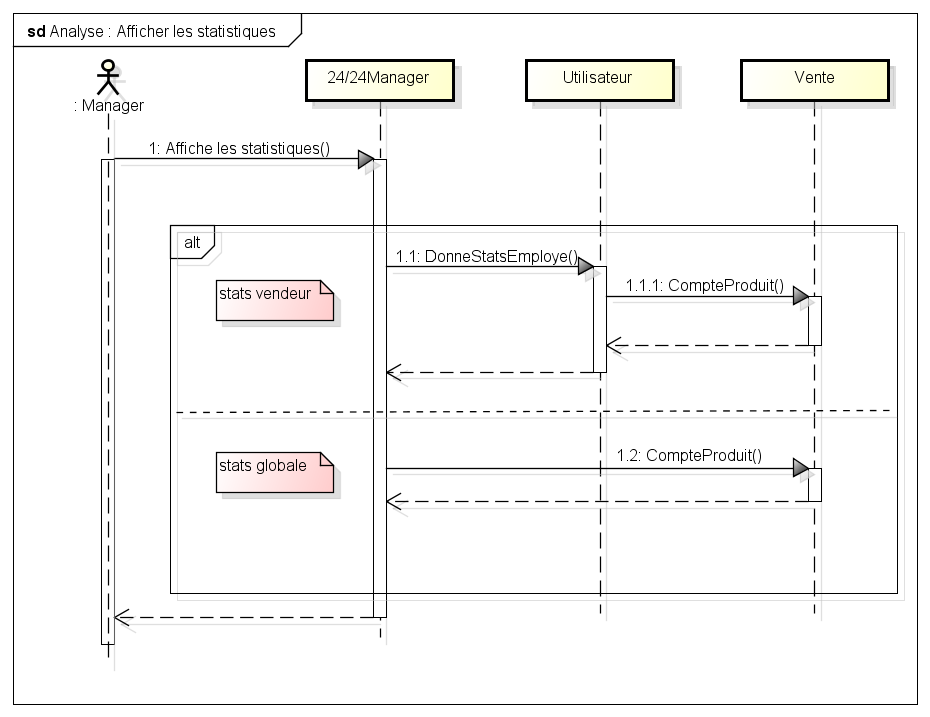 sd Analyse : Afficher les statistiques
: Manager
24/24Manager
Utilisateur
Vente
1: Affiche les statistiques()
alt
1.1: DonneStatsEmploye()
stats vendeur
1.1.1: CompteProduit()
stats globale
1.2: CompteProduit()